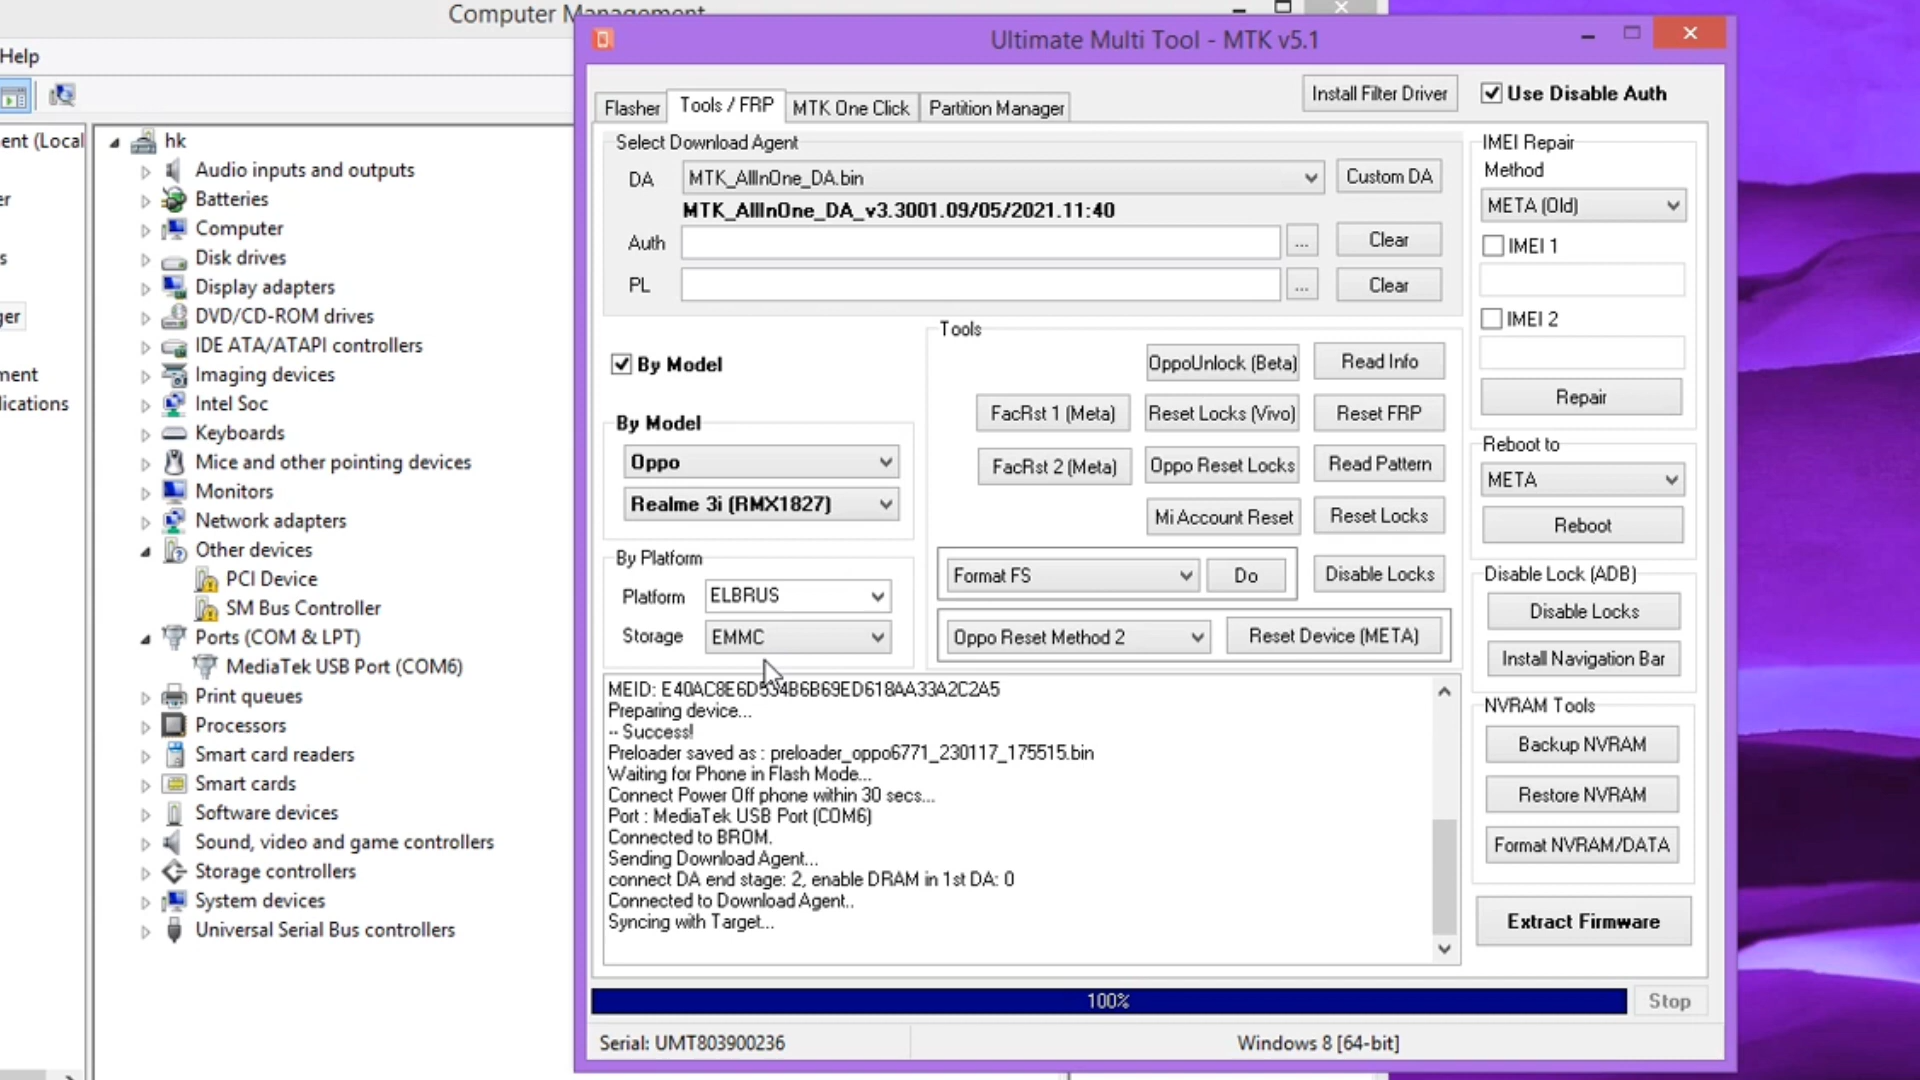 Computer Management
Help
ent (Local
er
s
ger
ment
lications
hk
Audio inputs and outputs
Batteries
Computer
Disk drives
Display adapters
DVD/CD-ROM drives
IDE ATA/ATAPI controllers
Imaging devices
Intel Soc
Keyboards
Mice and other pointing devices
Monitors
Network adapters
Other devices
PCI Device
SM Bus Controller
Ports (COM & LPT)
MediaTek USB Port (COM6)
Print queues
Processors
Smart card readers
Smart cards
Software devices
Sound, video and game controllers
Storage controllers
System devices
Universal Serial Bus controllers
Ultimate Multi Tool - MTK v5.1
Flasher
Tools / FRP
MTK One Click
Partition Manager
Install Filter Driver
Use Disable Auth
Select Download Agent
DA
MTK_AllInOne_DA.bin
Custom DA
MTK_AllInOne_DA_v3.3001.09/05/2021.11:40
Auth
...
Clear
PL
...
Clear
By Model
By Model
Oppo
Realme 3i (RMX1827)
By Platform
Platform
ELBRUS
Storage
EMMC
Tools
OppoUnlock (Beta)
Read Info
FacRst 1 (Meta)
Reset Locks (Vivo)
Reset FRP
FacRst 2 (Meta)
Oppo Reset Locks
Read Pattern
Mi Account Reset
Reset Locks
Format FS
Do
Disable Locks
Oppo Reset Method 2
Reset Device (META)
IMEI Repair
Method
META (Old)
IMEI 1
IMEI 2
Repair
Reboot to
META
Reboot
Disable Lock (ADB)
Disable Locks
Install Navigation Bar
NVRAM Tools
Backup NVRAM
Restore NVRAM
Format NVRAM/DATA
Extract Firmware
MEID: E40AC8E6D534B6B69ED618AA33A2C2A5
Preparing device...
-- Success!
Preloader saved as : preloader_oppo6771_230117_175515.bin
Waiting for Phone in Flash Mode...
Connect Power Off phone within 30 secs...
Port : MediaTek USB Port (COM6)
Connected to BROM.
Sending Download Agent...
connect DA end stage: 2, enable DRAM in 1st DA: 0
Connected to Download Agent..
Syncing with Target...
100%
Stop
Serial: UMT803900236
Windows 8 [64-bit]